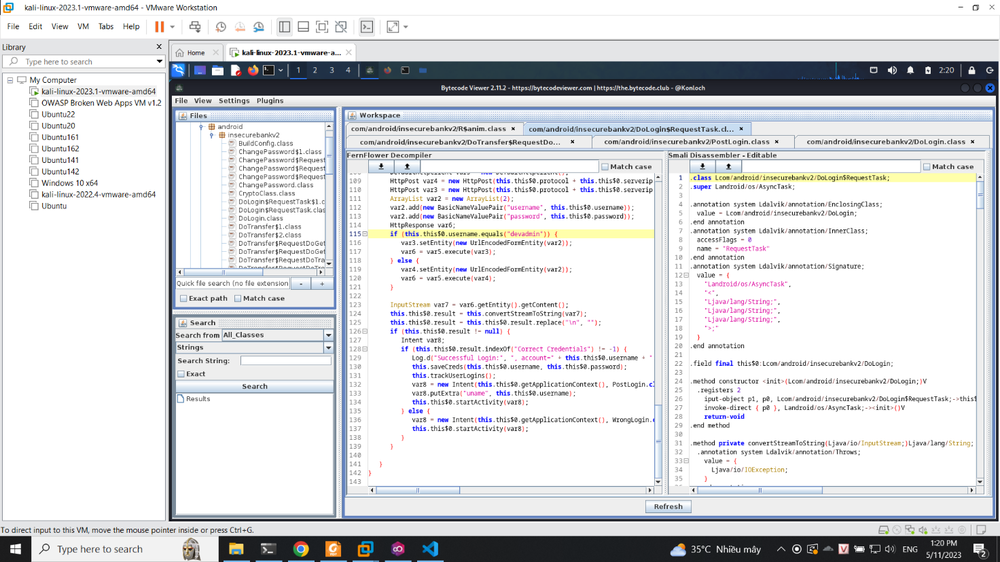 kali-linux-2023.1-vmware-amd64 - VMware Workstation
File Edit View VM Tabs Help
Library
Type here to search
My Computer
kali-linux-2023.1-vmware-amd64
OWASP Broken Web Apps VM v1.2
Ubuntu22
Ubuntu20
Ubuntu161
Ubuntu162
Ubuntu141
Ubuntu142
Windows 10 x64
kali-linux-2022.4-vmware-amd64
Ubuntu
Home kali-linux-2023.1-vmware-a...
1 2 3 4 2:20
Bytecode Viewer 2.11.2 - https://bytecodeviewer.com | https://the.bytecode.club - @Konloch
File View Settings Plugins
Files
android
insecurebankv2
BuildConfig.class
ChangePassword$1.class
ChangePassword$Request
ChangePassword$Request
ChangePassword$Request
ChangePassword.class
CryptoClass.class
DoLogin$RequestTask$1.c
DoLogin$RequestTask.clas
DoLogin.class
DoTransfer$1.class
DoTransfer$2.class
DoTransfer$RequestDoGet
DoTransfer$RequestDoGet
DoTransfer$RequestDoTra
Quick file search (no file extension - +
Exact path Match case
Search
Search from All_Classes
Strings
Search String:
Exact
Search
Results
Workspace
com/android/insecurebankv2/R$anim.class com/android/insecurebankv2/DoLogin$RequestTask.cl...
com/android/insecurebankv2/DoTransfer$RequestDo... com/android/insecurebankv2/PostLogin.class com/android/insecurebankv2/DoLogin.class
FernFlower Decompiler
Match case
109 HttpPost var4 = new HttpPost(this.this$0.protocol + this.this$0.serverip
110 HttpPost var3 = new HttpPost(this.this$0.protocol + this.this$0.serverip
111 ArrayList var2 = new ArrayList(2);
112 var2.add(new BasicNameValuePair("username", this.this$0.username));
113 var2.add(new BasicNameValuePair("password", this.this$0.password));
114 HttpResponse var6;
115 if (this.this$0.username.equals("devadmin")) {
116 var3.setEntity(new UrlEncodedFormEntity(var2));
117 var6 = var5.execute(var3);
118 } else {
119 var4.setEntity(new UrlEncodedFormEntity(var2));
120 var6 = var5.execute(var4);
121 }
122
123 InputStream var7 = var6.getEntity().getContent();
124 this.this$0.result = this.convertStreamToString(var7);
125 this.this$0.result = this.this$0.result.replace("\n", "");
126 if (this.this$0.result != null) {
127 Intent var8;
128 if (this.this$0.result.indexOf("Correct Credentials") != -1) {
129 Log.d("Successful Login:", ", account=" + this.this$0.username + "
130 this.saveCreds(this.this$0.username, this.this$0.password);
131 this.trackUserLogins();
132 var8 = new Intent(this.this$0.getApplicationContext(), PostLogin.cl
133 var8.putExtra("uname", this.this$0.username);
134 this.this$0.startActivity(var8);
135 } else {
136 var8 = new Intent(this.this$0.getApplicationContext(), WrongLogin.c
137 this.this$0.startActivity(var8);
138 }
139 }
140
141 }
142 }
143
Smali Disassembler - Editable
Match case
1 .class Lcom/android/insecurebankv2/DoLogin$RequestTask;
2 .super Landroid/os/AsyncTask;
3
4 .annotation system Ldalvik/annotation/EnclosingClass;
5 value = Lcom/android/insecurebankv2/DoLogin;
6 .end annotation
7 .annotation system Ldalvik/annotation/InnerClass;
8 accessFlags = 0
9 name = "RequestTask"
10 .end annotation
11 .annotation system Ldalvik/annotation/Signature;
12 value = {
13 "Landroid/os/AsyncTask",
14 "<",
15 "Ljava/lang/String;",
16 "Ljava/lang/String;",
17 "Ljava/lang/String;",
18 ">;"
19 }
20 .end annotation
21
22 .field final this$0:Lcom/android/insecurebankv2/DoLogin;
23
24 .method constructor <init>(Lcom/android/insecurebankv2/DoLogin;)V
25 .registers 2
26 iput-object p1, p0, Lcom/android/insecurebankv2/DoLogin$RequestTask;->this$
27 invoke-direct { p0 }, Landroid/os/AsyncTask;-><init>()V
28 return-void
29 .end method
30
31 .method private convertStreamToString(Ljava/io/InputStream;)Ljava/lang/String;
32 .annotation system Ldalvik/annotation/Throws;
33 value = {
34 Ljava/io/IOException;
35 }
Refresh
To direct input to this VM, move the mouse pointer inside or press Ctrl+G.
Type here to search
35°C Nhiều mây
ENG
1:20 PM
5/11/2023
2